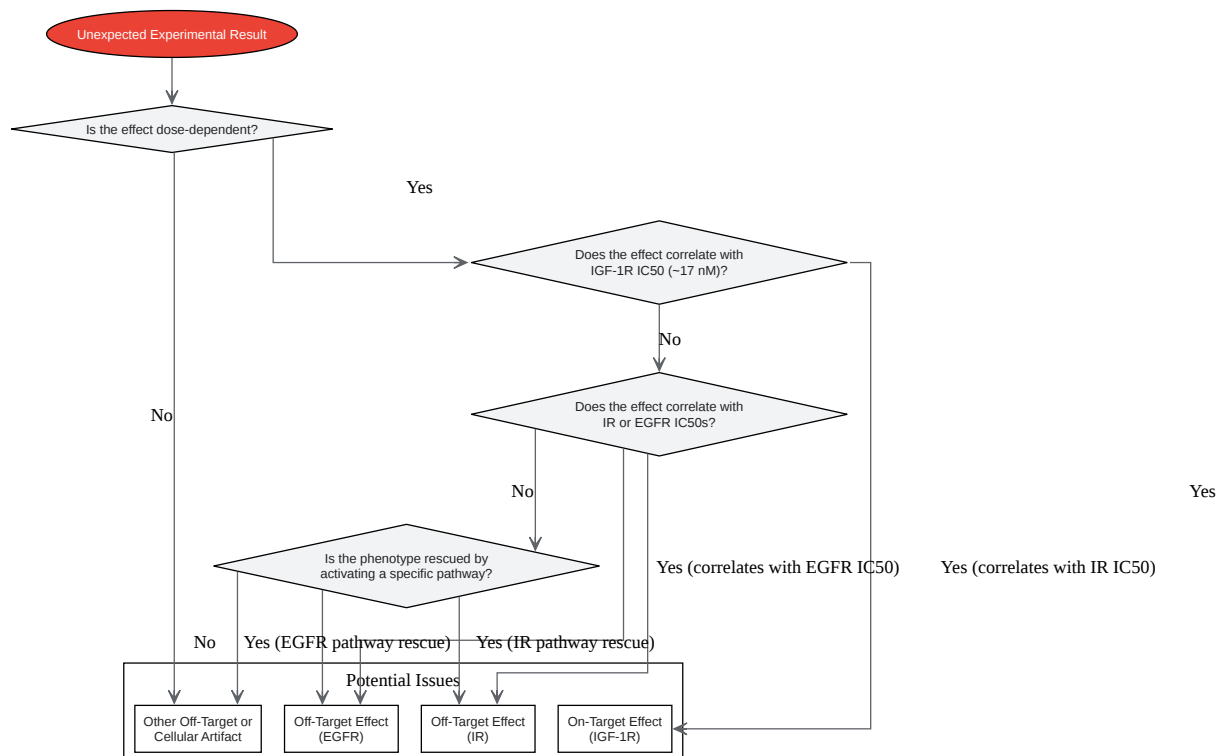 Unexpected Experimental Result
Is the effect dose-dependent?
Yes
Does the effect correlate with
IGF-1R IC50 (~17 nM)?
No
Does the effect correlate with
IR or EGFR IC50s?
No
No
Yes
Is the phenotype rescued by
activating a specific pathway?
Yes (correlates with EGFR IC50)
Yes (correlates with IR IC50)
No
Yes (EGFR pathway rescue)
Yes (IR pathway rescue)
Potential Issues
Other Off-Target or
Cellular Artifact
Off-Target Effect
(EGFR)
Off-Target Effect
(IR)
On-Target Effect
(IGF-1R)